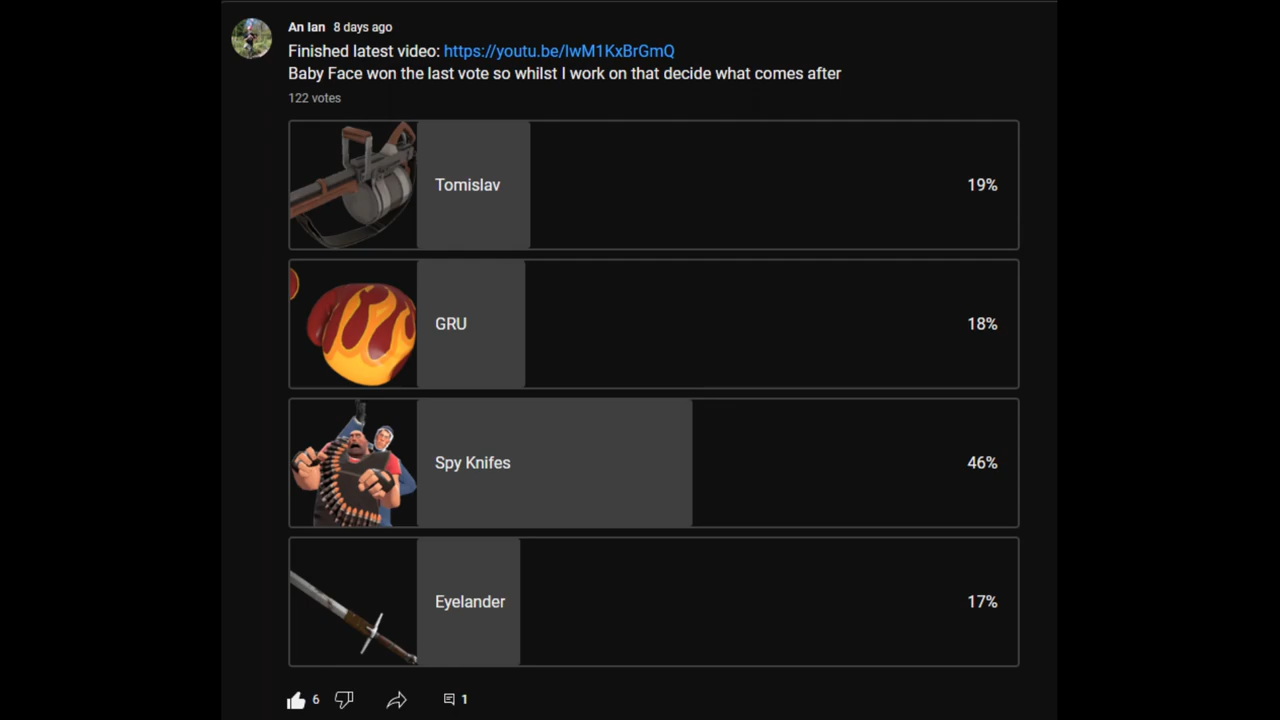 An Ian 8 days ago
Finished latest video: https://youtu.be/lwM1KxBrGmQ
Baby Face won the last vote so whilst I work on that decide what comes after
122 votes
Tomislav 19%
GRU 18%
Spy Knifes 46%
Eyelander 17%
6 1